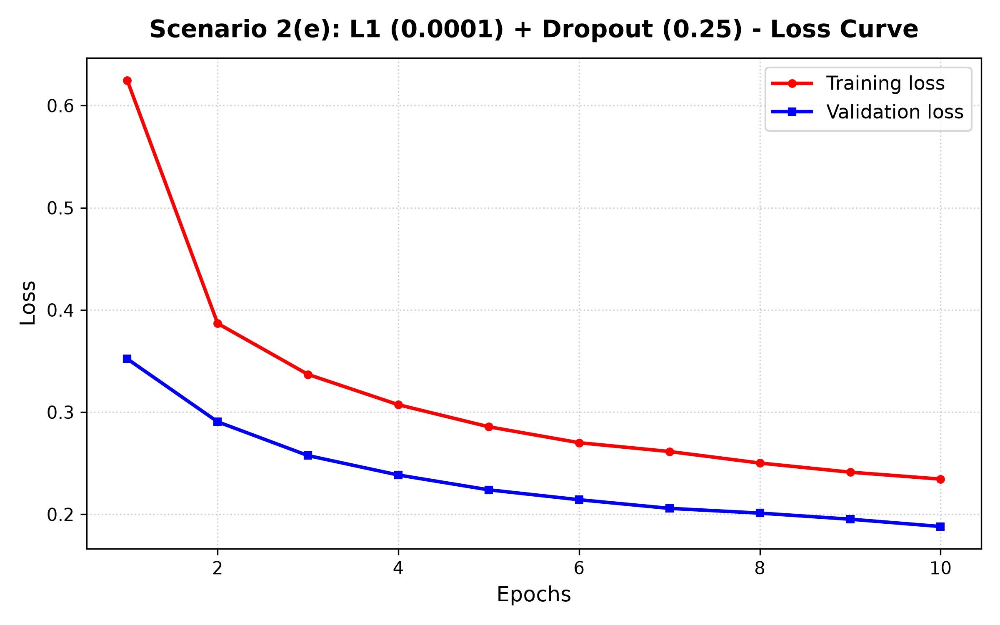 Scenario 2(e): L1 (0.0001) + Dropout (0.25) - Loss Curve
Training loss
Validation loss
0.6
0.5
0.4
0.3
0.2
Loss
2 4 6 8 10
Epochs